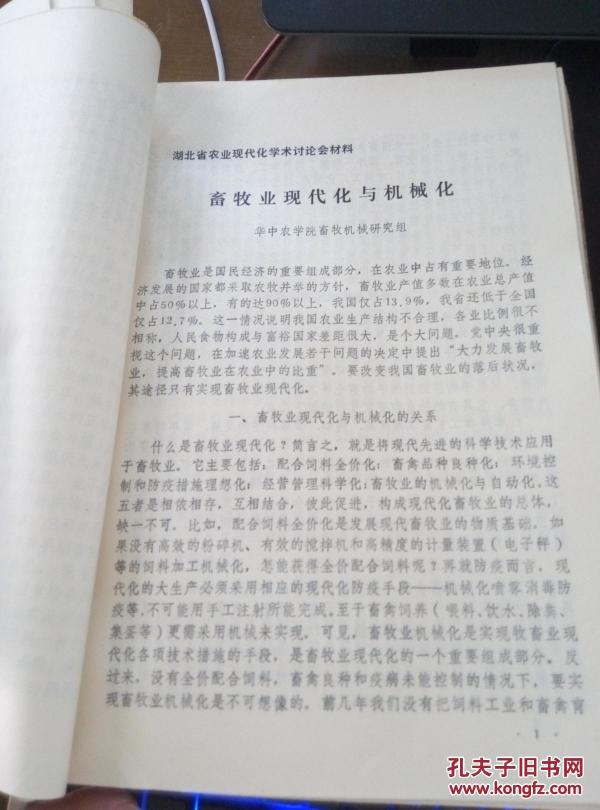 湖北省农业现代化学术讨论会材料
畜牧业现代化与机械化
华中农学院畜牧机械研究组
畜牧业是国民经济的重要组成部分，在农业中占有重要地位。经
济发展的国家都采取农牧并举的方针，畜牧业产值多数在农业总产值
中占50％以上，有的达90％以上，我国仅占13.9％，我省还低于全国
仅占12.7％。这一情况说明我国农业生产结构不合理，各业比例很不
相称，人民食物构成与富裕国家差距很大，是个大问题。党中央很重
视这个问题，在加速农业发展若干问题的决定中提出“大力发展畜牧
业，提高畜牧业在农业中的比重”。要改变我国畜牧业的落后状况，
其途径只有实现畜牧业现代化。
一、畜牧业现代化与机械化的关系
什么是畜牧业现代化？简言之，就是将现代先进的科学技术应用
于畜牧业。它主要包括：配合饲料全价化；畜禽品种良种化；环境控
制和防疫措施理想化；经营管理科学化；畜牧业的机械化与自动化。这
五者是相依相存，互相结合，彼此促进，构成现代化畜牧业的总体，
缺一不可。比如，配合饲料全价化是发展现代畜牧业的物质基础。如
果没有高效的粉碎机、有效的搅拌机和高精度的计量装置（电子秤）
等的饲料加工机械化，怎能获得全价配合饲料呢？再就防疫而言，现
代化的大生产必须采用相应的现代化防疫手段——机械化喷雾消毒防
疫等，不可能用手工注射所能完成。至于畜禽饲养（喂料、饮水、除粪、
集蛋等）更需采用机械来实现。可见，畜牧业机械化是实现牧畜业现
代化各项技术措施的手段，是畜牧业现代化的一个重要组成部分。反
过来，没有全价配合饲料，畜禽良种和疫病未能控制的情况下，要实
现畜牧业机械化是不可想像的。前几年我们没有把饲料工业和畜禽育
·1·
孔夫子旧书网
www.kongfz.com